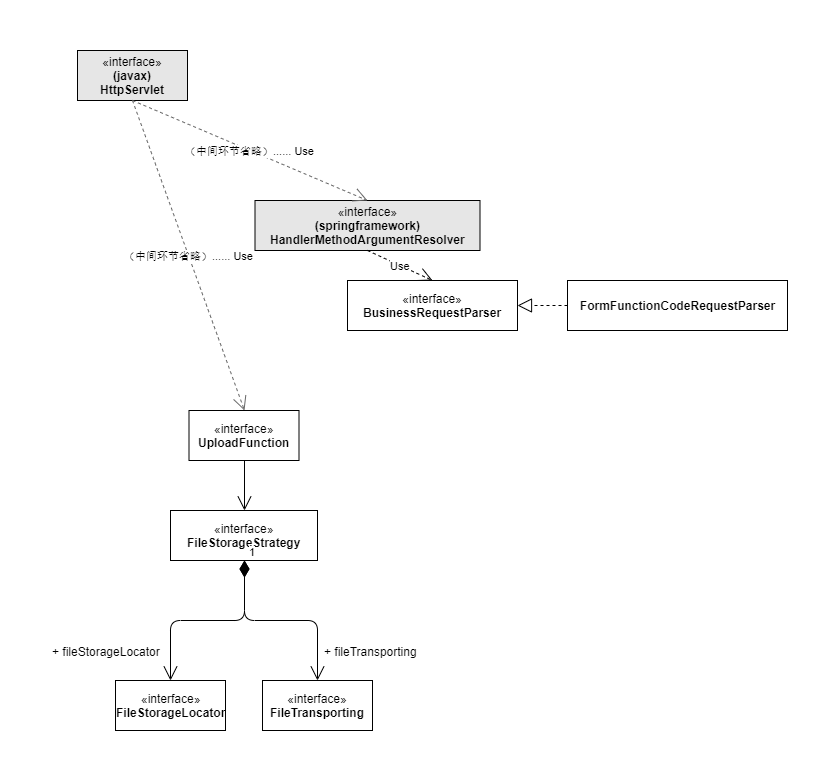 «interface»
(javax)
HttpServlet
（中间环节省略）...... Use
«interface»
(springframework)
HandlerMethodArgumentResolver
（中间环节省略）...... Use
Use
«interface»
BusinessRequestParser
FormFunctionCodeRequestParser
«interface»
UploadFunction
«interface»
FileStorageStrategy
1
+ fileStorageLocator
+ fileTransporting
«interface»
FileStorageLocator
«interface»
FileTransporting